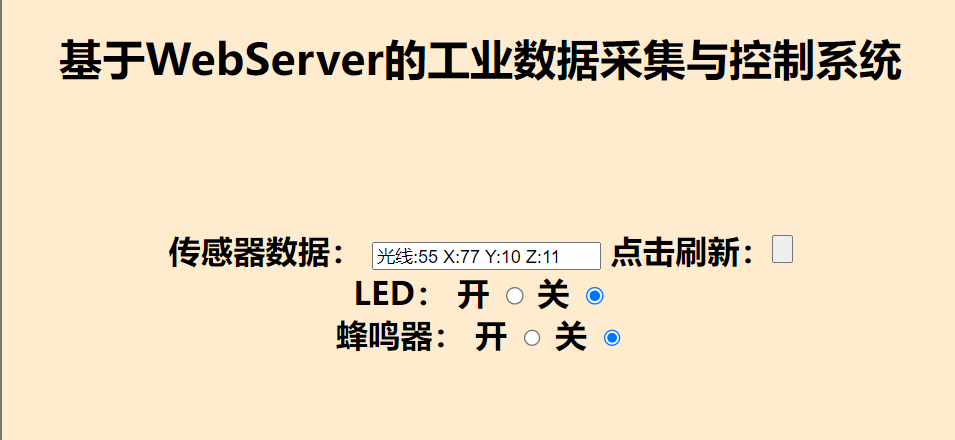 基于WebServer的工业数据采集与控制系统
传感器数据： 光线:55 X:77 Y:10 Z:11 点击刷新：
LED： 开 关
蜂鸣器： 开 关